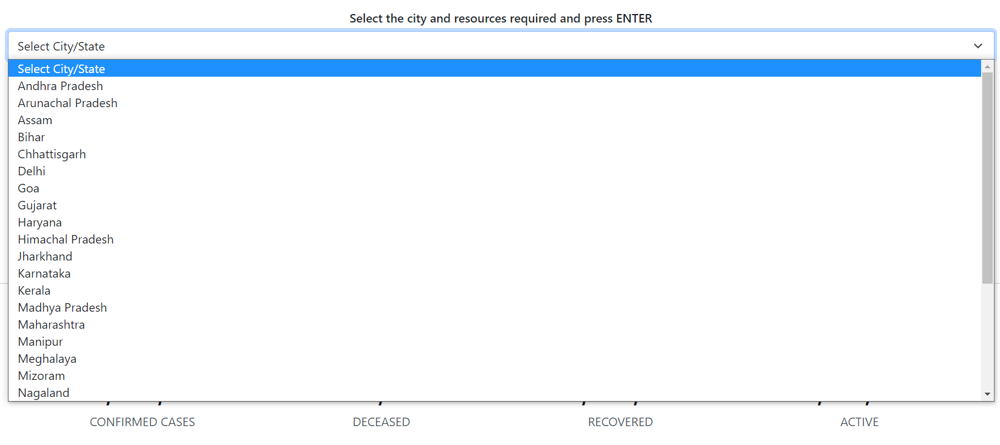 Select the city and resources required and press ENTER
Select City/State
Select City/State
Andhra Pradesh
Arunachal Pradesh
Assam
Bihar
Chhattisgarh
Delhi
Goa
Gujarat
Haryana
Himachal Pradesh
Jharkhand
Karnataka
Kerala
Madhya Pradesh
Maharashtra
Manipur
Meghalaya
Mizoram
Nagaland
CONFIRMED CASES DECEASED RECOVERED ACTIVE